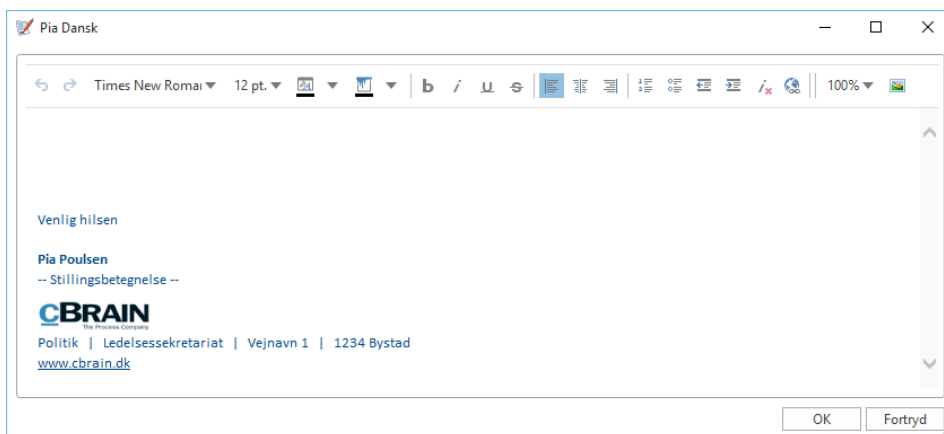 Pia Dansk
Times New Romar 12 pt. b i u s 100%
Venlig hilsen
Pia Poulsen
-- Stillingsbetegnelse --
cBRAIN
The Process Company
Politik | Ledelsessekretariat | Vejnavn 1 | 1234 Bystad
www.cbrain.dk
OK Fortryd